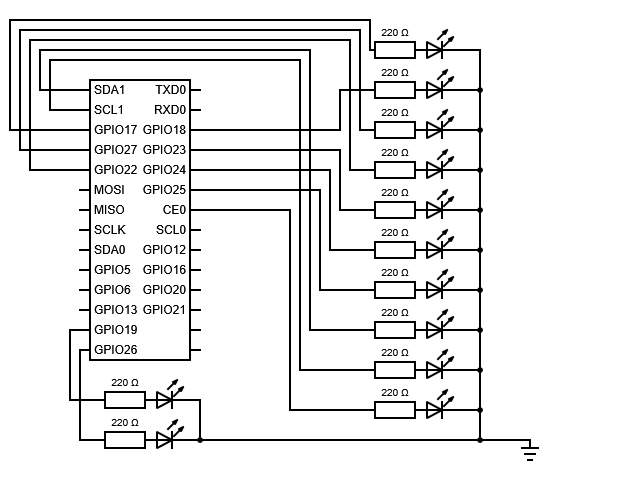 220 Ω
220 Ω
SDA1 TXD0
SCL1 RXD0
220 Ω
GPIO17 GPIO18
GPIO27 GPIO23
220 Ω
GPIO22 GPIO24
MOSI GPIO25
220 Ω
MISO CE0
SCLK SCL0
220 Ω
SDA0 GPIO12
GPIO5 GPIO16
220 Ω
GPIO6 GPIO20
GPIO13 GPIO21
220 Ω
GPIO19
GPIO26
220 Ω
220 Ω
220 Ω
220 Ω